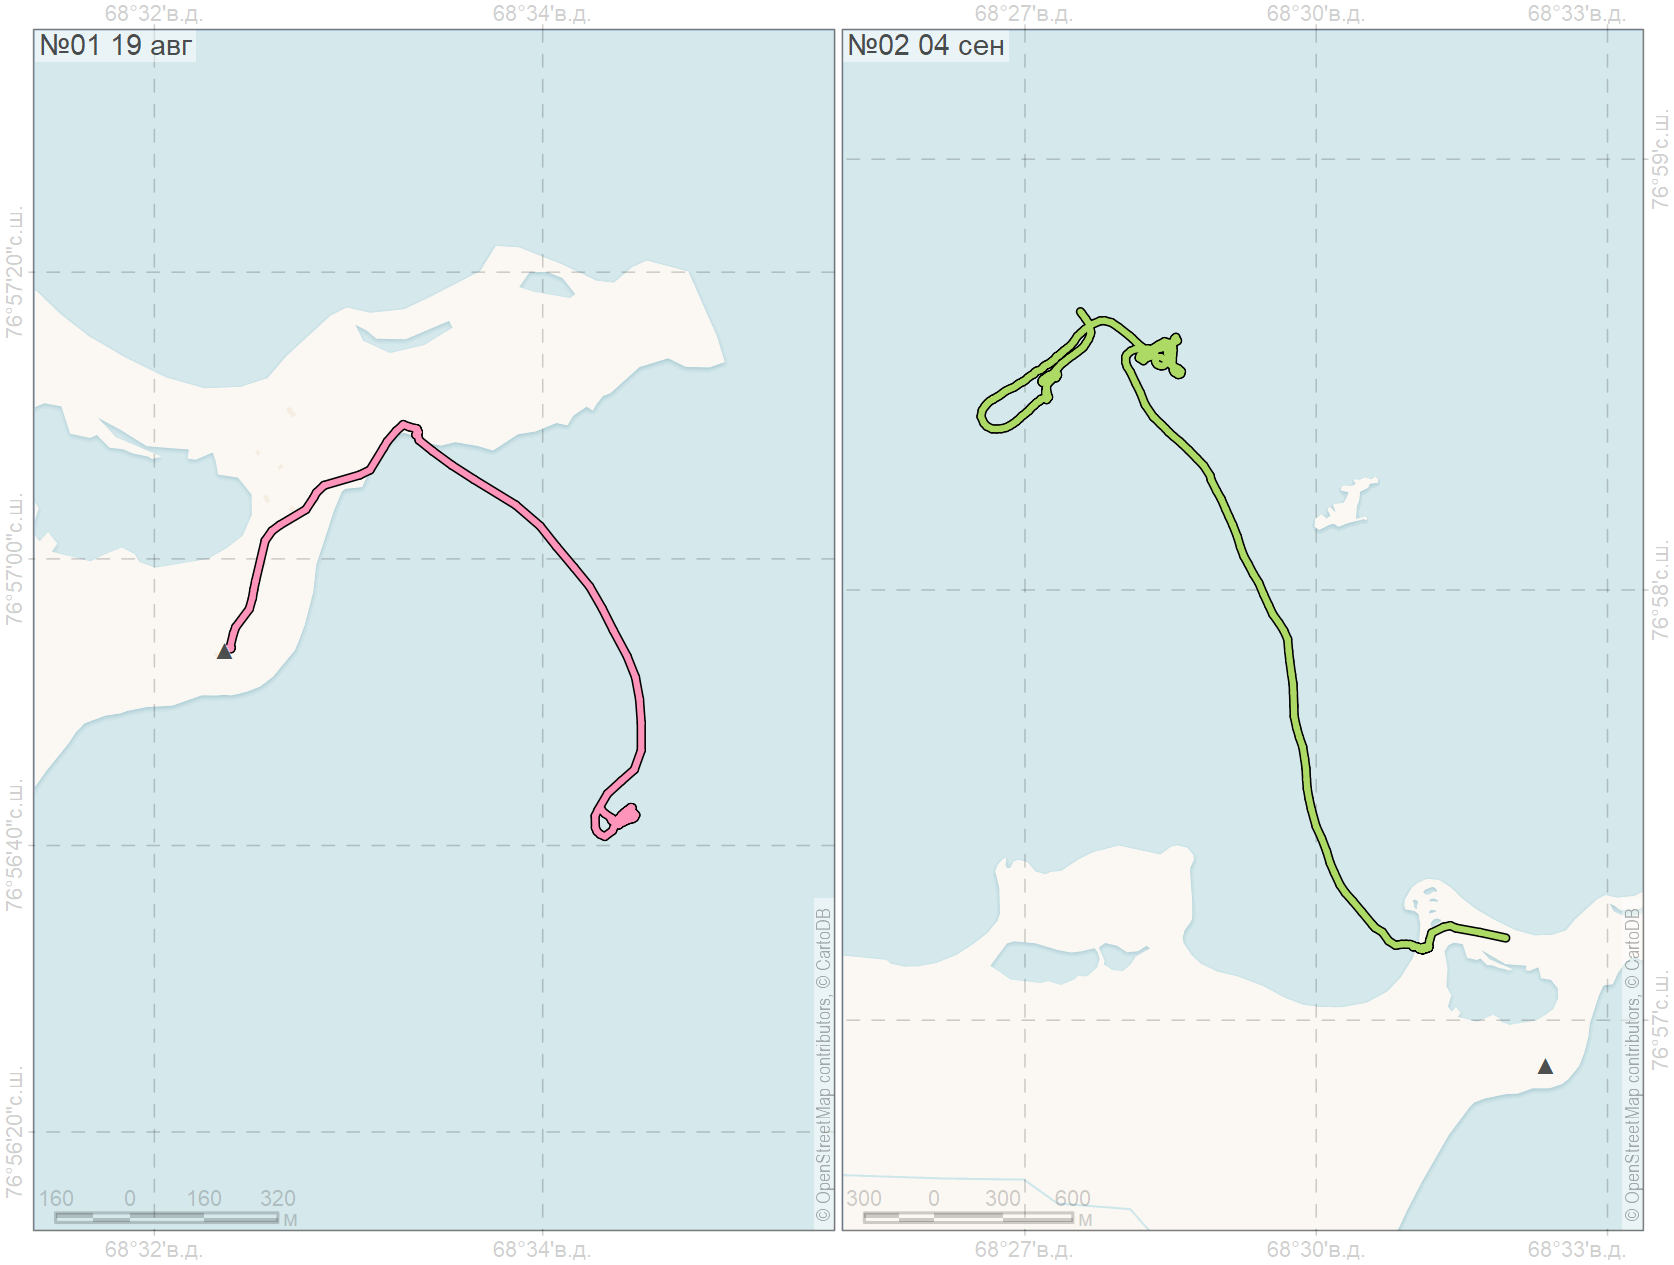 68°32'в.д.
68°34'в.д.
68°27'в.д.
68°30'в.д.
68°33'в.д.
№01 19 авг
№02 04 сен
76°57'20"с.ш.
76°57'00"с.ш.
76°56'40"с.ш.
76°56'20"с.ш.
76°59'с.ш.
76°58'с.ш.
76°57'с.ш.
© OpenStreetMap contributors, © CartoDB
© OpenStreetMap contributors, © CartoDB
160 0 160 320
м
300 0 300 600
м
68°32'в.д.
68°34'в.д.
68°27'в.д.
68°30'в.д.
68°33'в.д.